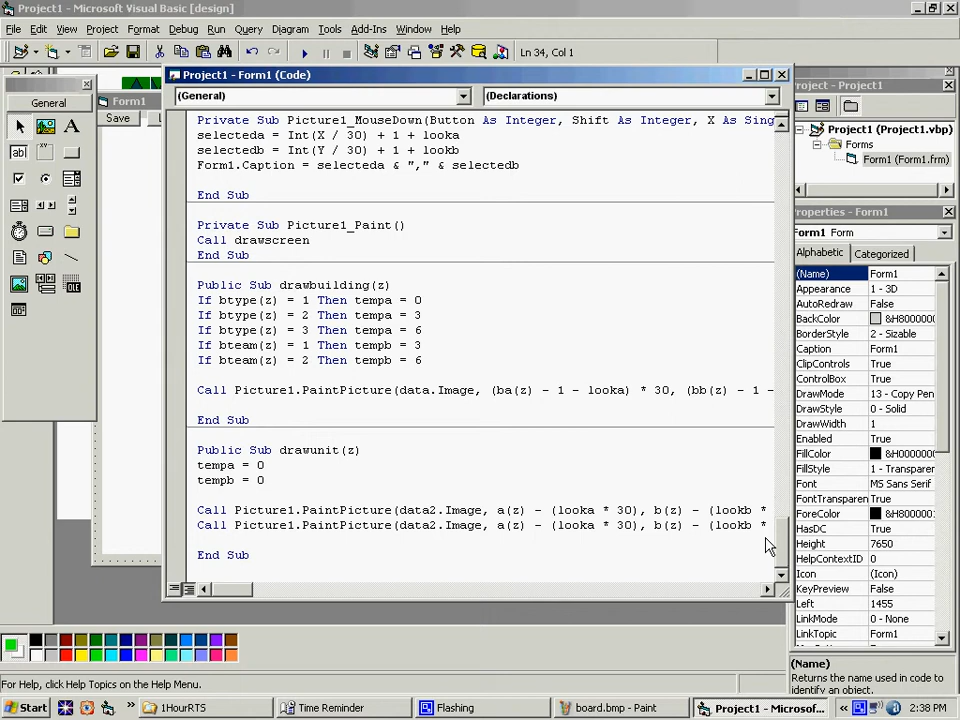 Project1 - Microsoft Visual Basic [design]
File Edit View Project Format Debug Run Query Diagram Tools Add-Ins Window Help
Ln 34, Col 1
General
Form1
Save
Project1 - Form1 (Code)
(General)
(Declarations)
Private Sub Picture1_MouseDown(Button As Integer, Shift As Integer, X As Sing
selecteda = Int(X / 30) + 1 + looka
selectedb = Int(Y / 30) + 1 + lookb
Form1.Caption = selecteda & "," & selectedb
End Sub
Private Sub Picture1_Paint()
Call drawscreen
End Sub
Public Sub drawbuilding(z)
If btype(z) = 1 Then tempa = 0
If btype(z) = 2 Then tempa = 3
If btype(z) = 3 Then tempa = 6
If bteam(z) = 1 Then tempb = 3
If bteam(z) = 2 Then tempb = 6
Call Picture1.PaintPicture(data.Image, (ba(z) - 1 - looka) * 30, (bb(z) - 1 -
End Sub
Public Sub drawunit(z)
tempa = 0
tempb = 0
Call Picture1.PaintPicture(data2.Image, a(z) - (looka * 30), b(z) - (lookb *
Call Picture1.PaintPicture(data2.Image, a(z) - (looka * 30), b(z) - (lookb *
End Sub
Project - Project1
Project1 (Project1.vbp)
Forms
Form1 (Form1.frm)
Properties - Form1
Form1 Form
Alphabetic Categorized
(Name) Form1
Appearance 1 - 3D
AutoRedraw False
BackColor &H8000000
BorderStyle 2 - Sizable
Caption Form1
ClipControls True
ControlBox True
DrawMode 13 - Copy Pen
DrawStyle 0 - Solid
DrawWidth 1
Enabled True
FillColor &H0000000
FillStyle 1 - Transparen
Font MS Sans Serif
FontTransparen True
ForeColor &H8000001
HasDC True
Height 7650
HelpContextID 0
Icon (Icon)
KeyPreview False
Left 1455
LinkMode 0 - None
LinkTopic Form1
(Name)
Returns the name used in code to
identify an object.
For Help, click Help Topics on the Help Menu.
Start
1HourRTS
Time Reminder
Flashing
board.bmp - Paint
Project1 - Microsof...
2:38 PM